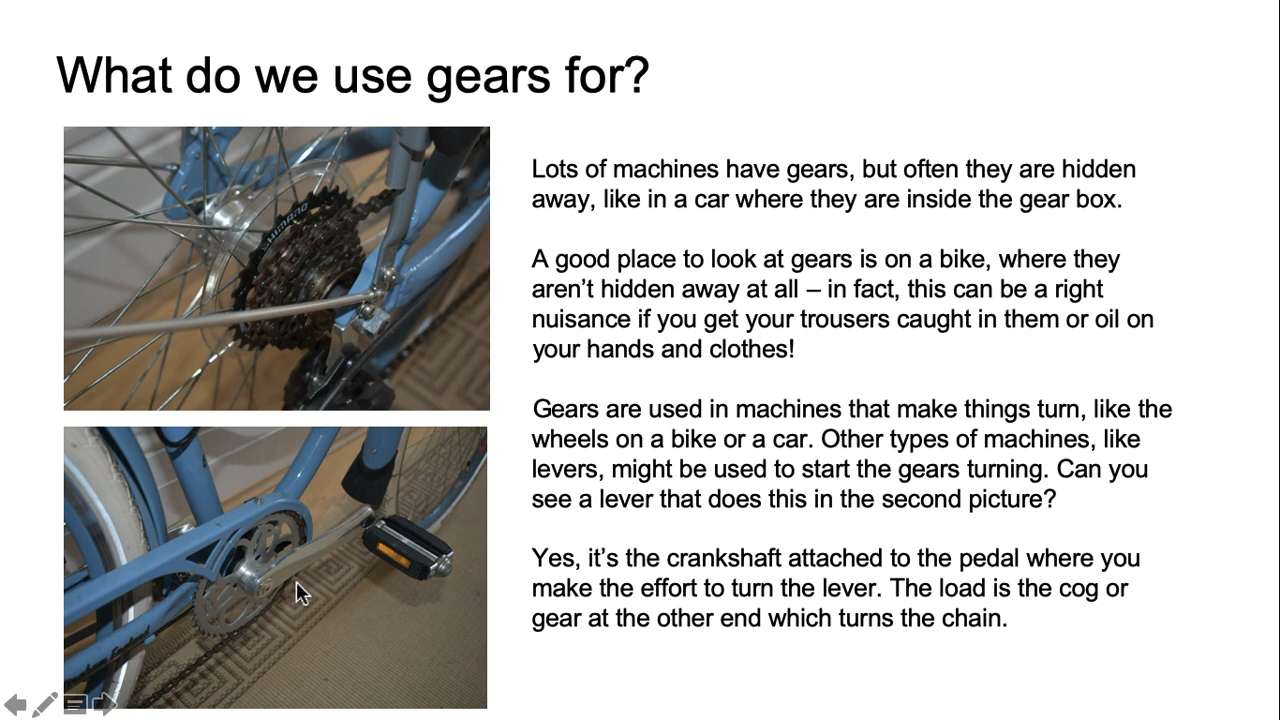 What do we use gears for?
Lots of machines have gears, but often they are hidden
away, like in a car where they are inside the gear box.
A good place to look at gears is on a bike, where they
aren’t hidden away at all – in fact, this can be a right
nuisance if you get your trousers caught in them or oil on
your hands and clothes!
Gears are used in machines that make things turn, like the
wheels on a bike or a car. Other types of machines, like
levers, might be used to start the gears turning. Can you
see a lever that does this in the second picture?
Yes, it’s the crankshaft attached to the pedal where you
make the effort to turn the lever. The load is the cog or
gear at the other end which turns the chain.
SHIMANO